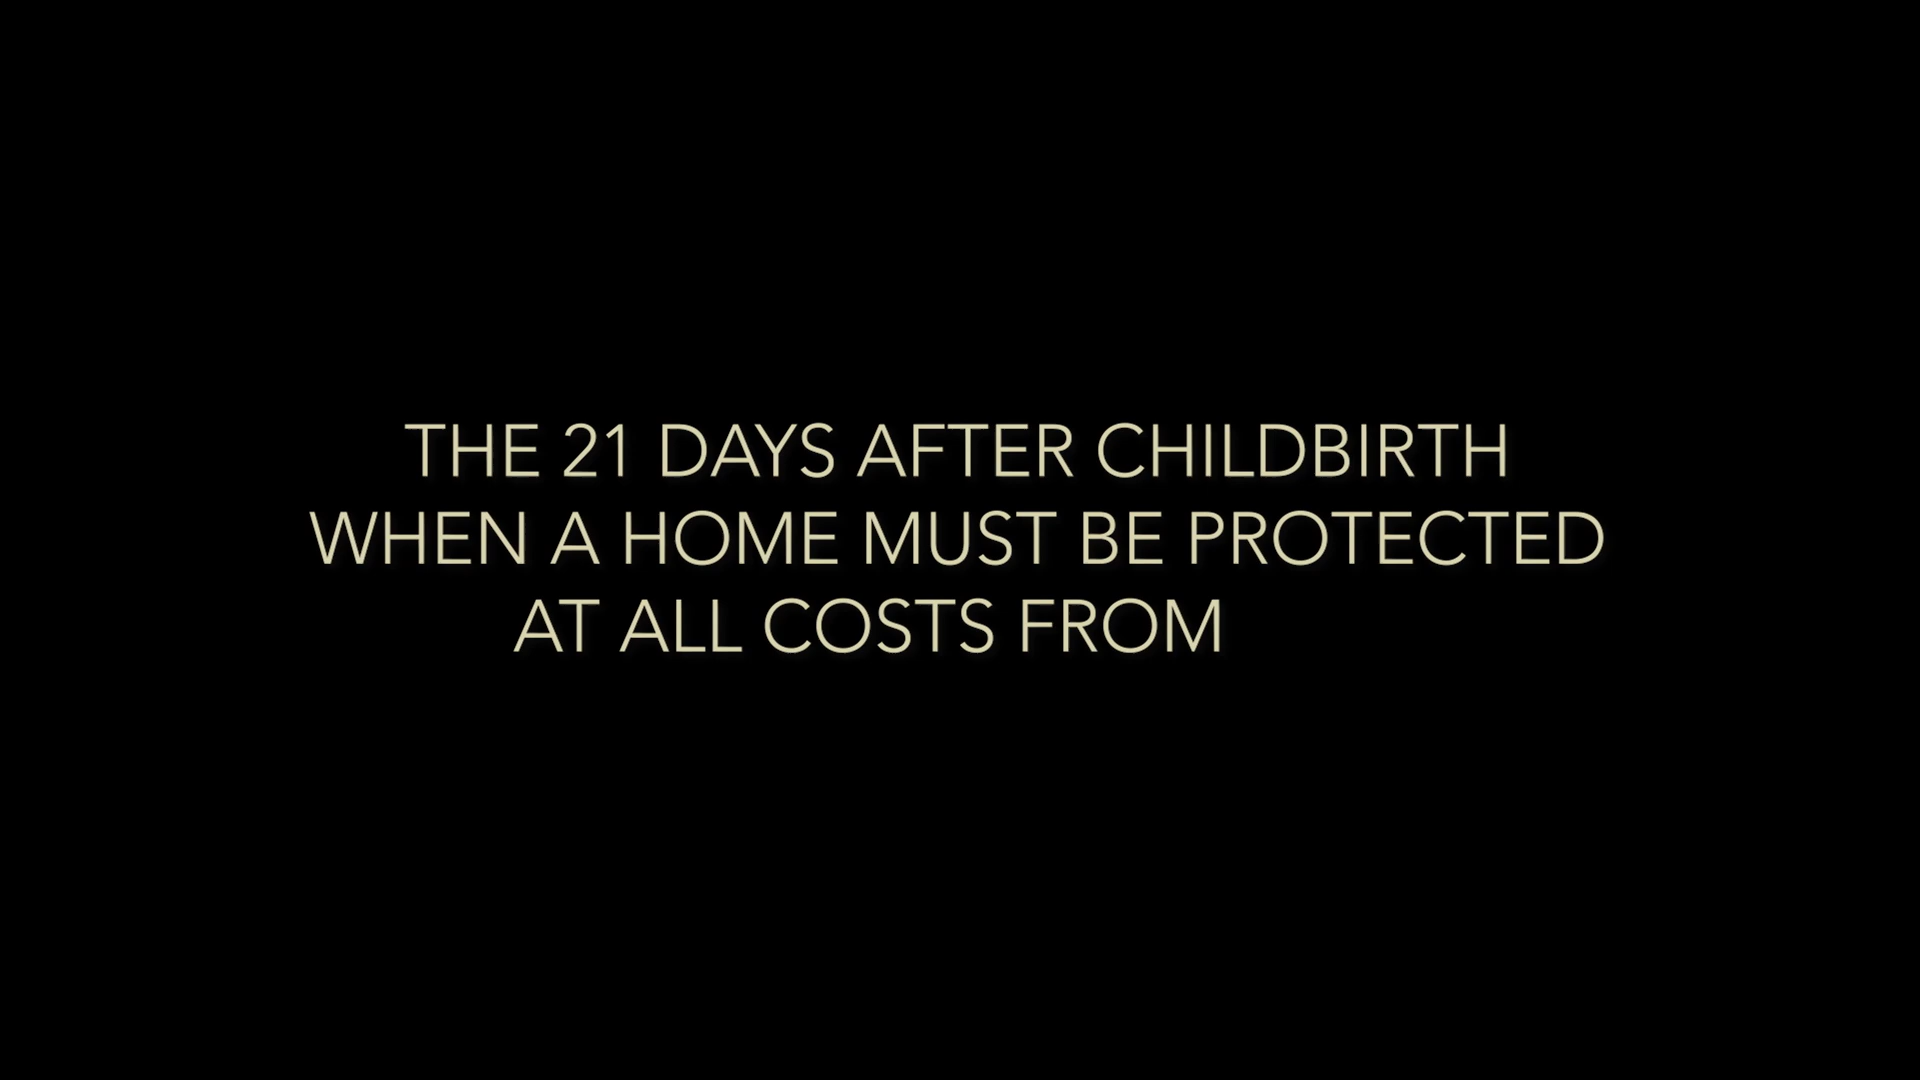 THE 21 DAYS AFTER CHILDBIRTH
WHEN A HOME MUST BE PROTECTED
AT ALL COSTS FROM